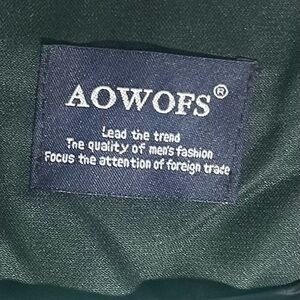 AOWOFS®
Lead the trend
The quality of men's fashion
Focus the attention of foreign trade